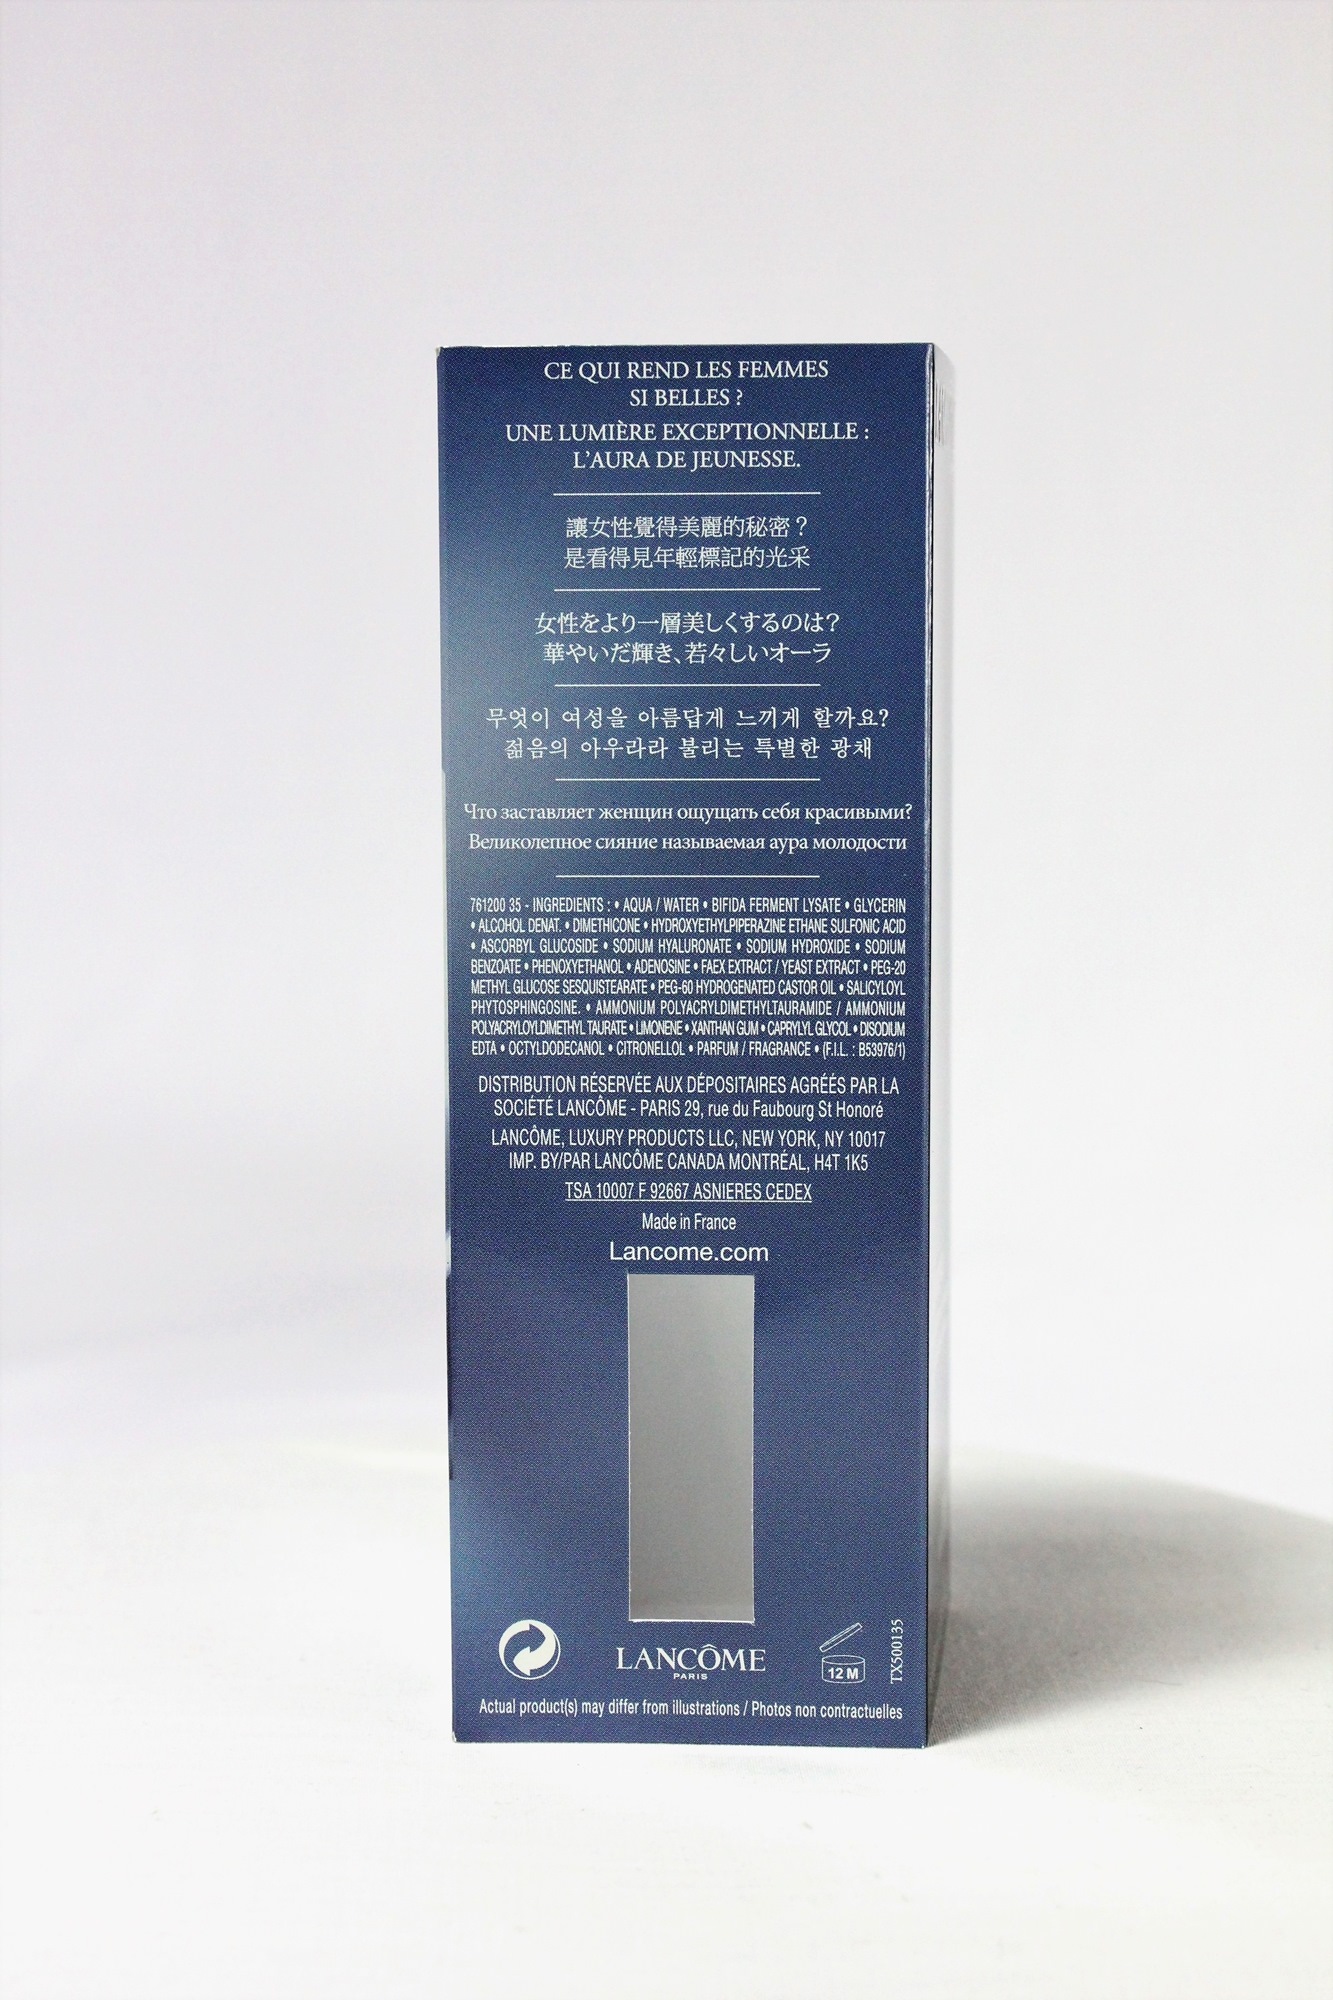 CE QUI REND LES FEMMES
SI BELLES ?
UNE LUMIÈRE EXCEPTIONNELLE :
L'AURA DE JEUNESSE.
讓女性覺得美麗的秘密？
是看得見年輕標記的光采
女性をより一層美しくするのは？
華やいだ輝き、若々しいオーラ
무엇이 여성을 아름답게 느끼게 할까요?
젊음의 아우라라 불리는 특별한 광채
Что заставляет женщин ощущать себя красивыми?
Великолепное сияние называемая аура молодости
761200 35 - INGREDIENTS : • AQUA / WATER • BIFIDA FERMENT LYSATE • GLYCERIN
• ALCOHOL DENAT. • DIMETHICONE • HYDROXYETHYLPIPERAZINE ETHANE SULFONIC ACID
• ASCORBYL GLUCOSIDE • SODIUM HYALURONATE • SODIUM HYDROXIDE • SODIUM
BENZOATE • PHENOXYETHANOL • ADENOSINE • FAEX EXTRACT / YEAST EXTRACT • PEG-20
METHYL GLUCOSE SESQUISTEARATE • PEG-60 HYDROGENATED CASTOR OIL • SALICYLOYL
PHYTOSPHINGOSINE. • AMMONIUM POLYACRYLDIMETHYLTAURAMIDE / AMMONIUM
POLYACRYLOYLDIMETHYL TAURATE • LIMONENE • XANTHAN GUM • CAPRYLYL GLYCOL • DISODIUM
EDTA • OCTYLDODECANOL • CITRONELLOL • PARFUM / FRAGRANCE • (F.I.L. : B53976/1)
DISTRIBUTION RÉSERVÉE AUX DÉPOSITAIRES AGRÉÉS PAR LA
SOCIÉTÉ LANCÔME - PARIS 29, rue du Faubourg St Honoré
LANCÔME, LUXURY PRODUCTS LLC, NEW YORK, NY 10017
IMP. BY/PAR LANCÔME CANADA MONTRÉAL, H4T 1K5
TSA 10007 F 92667 ASNIERES CEDEX
Made in France
Lancome.com
LANCÔME
PARIS
12 M
TX500135
Actual product(s) may differ from illustrations / Photos non contractuelles